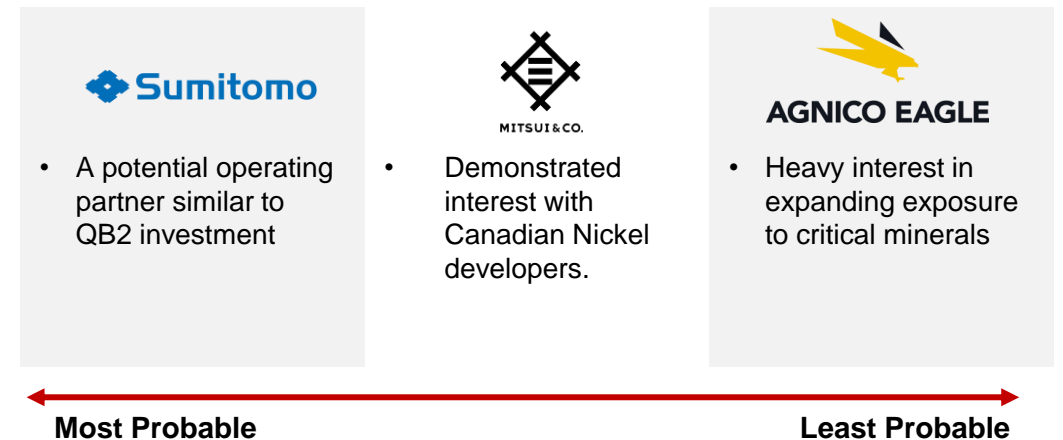 Sumitomo
• A potential operating
partner similar to
QB2 investment
MITSUI & CO.
• Demonstrated
interest with
Canadian Nickel
developers.
AGNICO EAGLE
• Heavy interest in
expanding exposure
to critical minerals
Most Probable
Least Probable